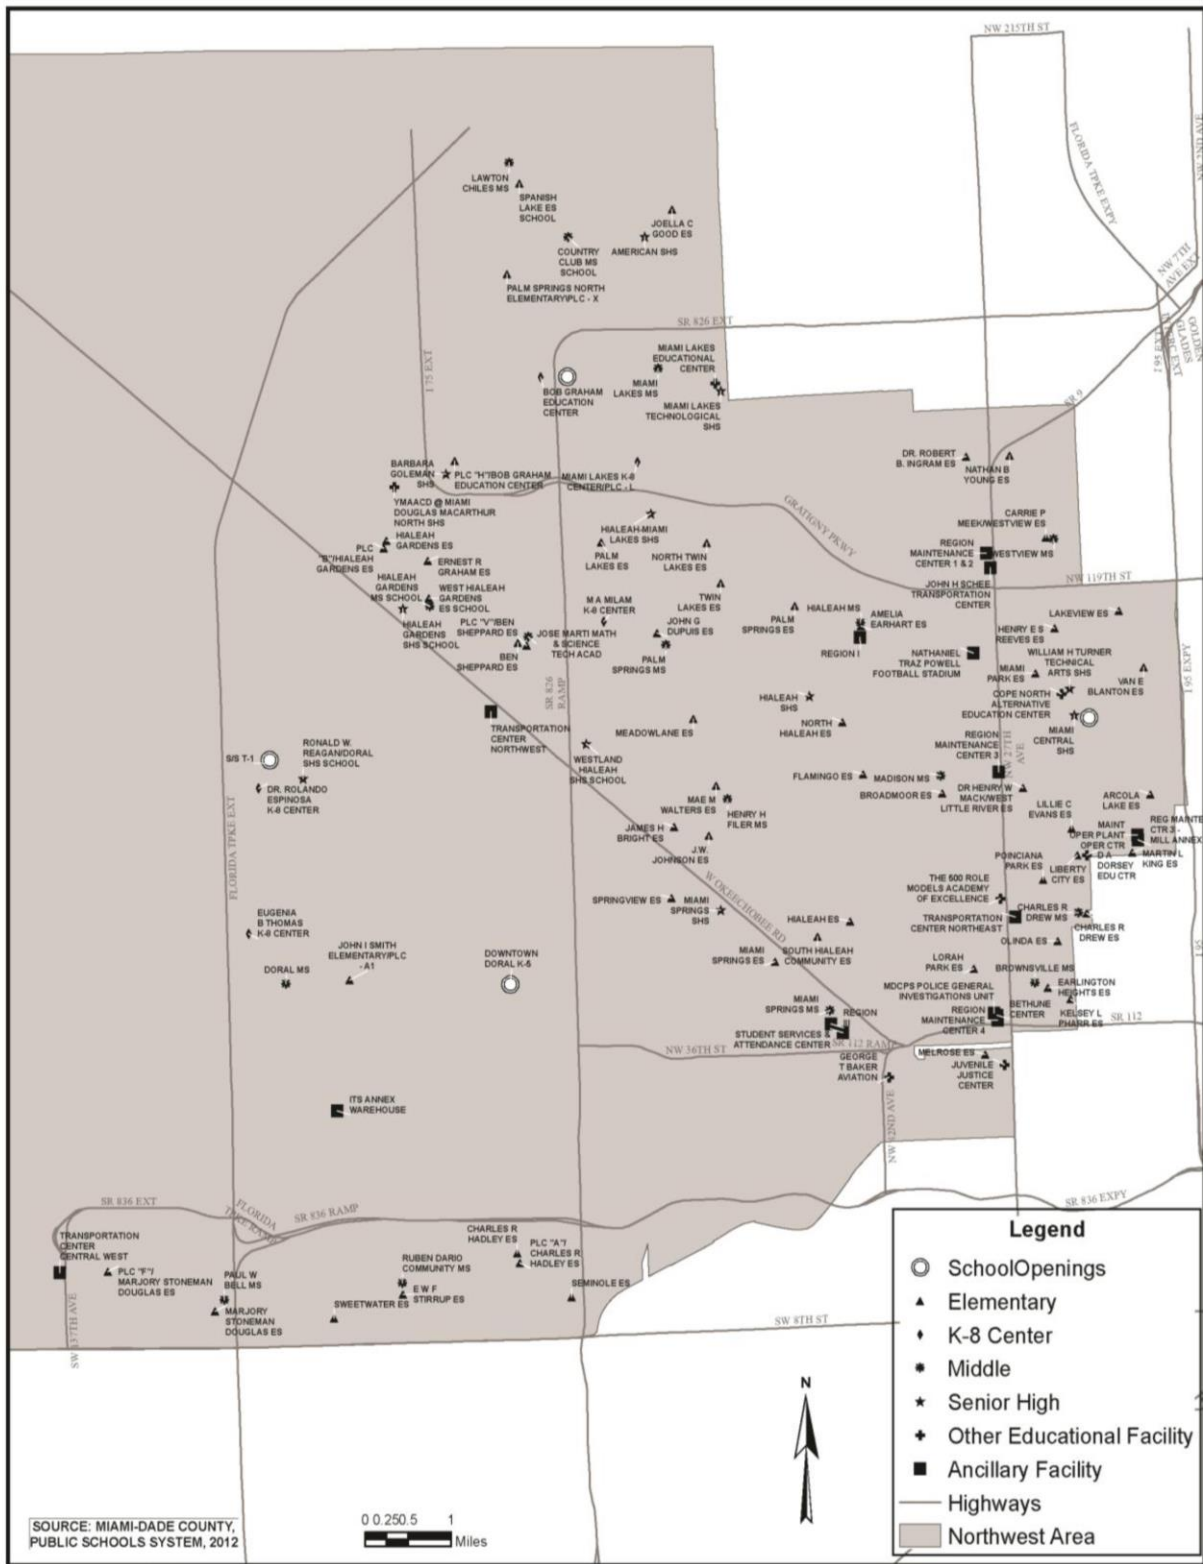 NW 215TH ST
FLORIDA TPKE EXPY
NW 7TH
AVE EXT
GOLDEN
GLADES
I 95 EXT
SR 9
SR 826 EXT
I 75 EXT
LAWTON
CHILES MS
SPANISH
LAKE ES
SCHOOL
JOELLA C
GOOD ES
COUNTRY
CLUB MS
SCHOOL
AMERICAN SHS
PALM SPRINGS NORTH
ELEMENTARY/PLC - X
MIAMI LAKES
EDUCATIONAL
CENTER
BOB GRAHAM
EDUCATION
CENTER
MIAMI
LAKES MS
MIAMI LAKES
TECHNOLOGICAL
SHS
BARBARA
GOLEMAN
SHS
PLC "H"/BOB GRAHAM
EDUCATION CENTER
MIAMI LAKES K-8
CENTER/PLC - L
DR. ROBERT
B. INGRAM ES
NATHAN B
YOUNG ES
YMAACD @ MIAMI
DOUGLAS MACARTHUR
NORTH SHS
GRATIGNY PKWY
HIALEAH-MIAMI
LAKES SHS
CARRIE P
MEEK/WESTVIEW ES
HIALEAH
GARDENS ES
PLC
"B"/HIALEAH
GARDENS ES
ERNEST R
GRAHAM ES
PALM
LAKES ES
NORTH TWIN
LAKES ES
REGION
MAINTENANCE
CENTER 1 & 2
WESTVIEW MS
JOHN H SCHEE
TRANSPORTATION
CENTER
NW 119TH ST
HIALEAH
GARDENS
MS SCHOOL
WEST HIALEAH
GARDENS
ES SCHOOL
HIALEAH
GARDENS
SHS SCHOOL
M A MILAM
K-8 CENTER
TWIN
LAKES ES
PLC "V"/BEN
SHEPPARD ES
JOSE MARTI MATH
& SCIENCE
TECH ACAD
BEN
SHEPPARD ES
JOHN G
DUPUIS ES
PALM
SPRINGS MS
PALM
SPRINGS ES
HIALEAH MS
AMELIA
EARHART ES
REGION I
LAKEVIEW ES
HENRY E S
REEVES ES
NATHANIEL
TRAZ POWELL
FOOTBALL STADIUM
WILLIAM H TURNER
TECHNICAL
ARTS SHS
MIAMI
PARK ES
VAN E
BLANTON ES
I 95 EXPY
COPE NORTH
ALTERNATIVE
EDUCATION CENTER
MIAMI
CENTRAL
SHS
SR 826
RAMP
HIALEAH
SHS
NORTH
HIALEAH ES
TRANSPORTATION
CENTER
NORTHWEST
MEADOWLANE ES
WESTLAND
HIALEAH
SHS SCHOOL
REGION
MAINTENANCE
CENTER 3
NW 27TH
AVE
S/S T-1
RONALD W.
REAGAN/DORAL
SHS SCHOOL
DR. ROLANDO
ESPINOSA
K-8 CENTER
FLAMINGO ES
MADISON MS
BROADMOOR ES
DR HENRY W
MACK/WEST
LITTLE RIVER ES
ARCOLA
LAKE ES
MAE M
WALTERS ES
HENRY H
FILER MS
LILLIE C
EVANS ES
JAMES H
BRIGHT ES
J.W.
JOHNSON ES
MAINT
OPER PLANT
OPER CTR
REG MAINTE
CTR 3 -
MILL ANNEX
FLORIDA TPKE EXT
POINCIANA
PARK ES
LIBERTY
CITY ES
D A
DORSEY
EDU CTR
MARTIN L
KING ES
W OKEECHOBEE RD
THE 500 ROLE
MODELS ACADEMY
OF EXCELLENCE
SPRINGVIEW ES
MIAMI
SPRINGS
SHS
HIALEAH ES
TRANSPORTATION
CENTER NORTHEAST
CHARLES R
DREW MS
CHARLES R
DREW ES
EUGENIA
B THOMAS
K-8 CENTER
JOHN I SMITH
ELEMENTARY/PLC
- A1
DORAL MS
DOWNTOWN
DORAL K-5
MIAMI
SPRINGS ES
SOUTH HIALEAH
COMMUNITY ES
OLINDA ES
I 95
LORAH
PARK ES
BROWNSVILLE MS
MDCPS POLICE GENERAL
INVESTIGATIONS UNIT
EARLINGTON
HEIGHTS ES
BETHUNE
CENTER
KELSEY L
PHARR ES
SR 112
MIAMI
SPRINGS MS
REGION
STUDENT SERVICES &
ATTENDANCE CENTER
REGION
MAINTENANCE
CENTER 4
NW 36TH ST
SR 112 RAMP
GEORGE
T BAKER
AVIATION
MELROSE ES
JUVENILE
JUSTICE
CENTER
ITS ANNEX
WAREHOUSE
SR 836 EXT
FLORIDA
TPKE RAMP
SR 836 RAMP
SR 836 EXPY
TRANSPORTATION
CENTER
CENTRAL WEST
PLC "F"/
MARJORY STONEMAN
DOUGLAS ES
PAUL W
BELL MS
MARJORY
STONEMAN
DOUGLAS ES
CHARLES R
HADLEY ES
PLC "A"/
CHARLES R
HADLEY ES
RUBEN DARIO
COMMUNITY MS
E W F
STIRRUP ES
SWEETWATER ES
SEMINOLE ES
SW 137TH AVE
SW 8TH ST
N
Legend
SchoolOpenings
Elementary
K-8 Center
Middle
Senior High
Other Educational Facility
Ancillary Facility
Highways
Northwest Area
SOURCE: MIAMI-DADE COUNTY,
PUBLIC SCHOOLS SYSTEM, 2012
0 0.25 0.5 1
Miles